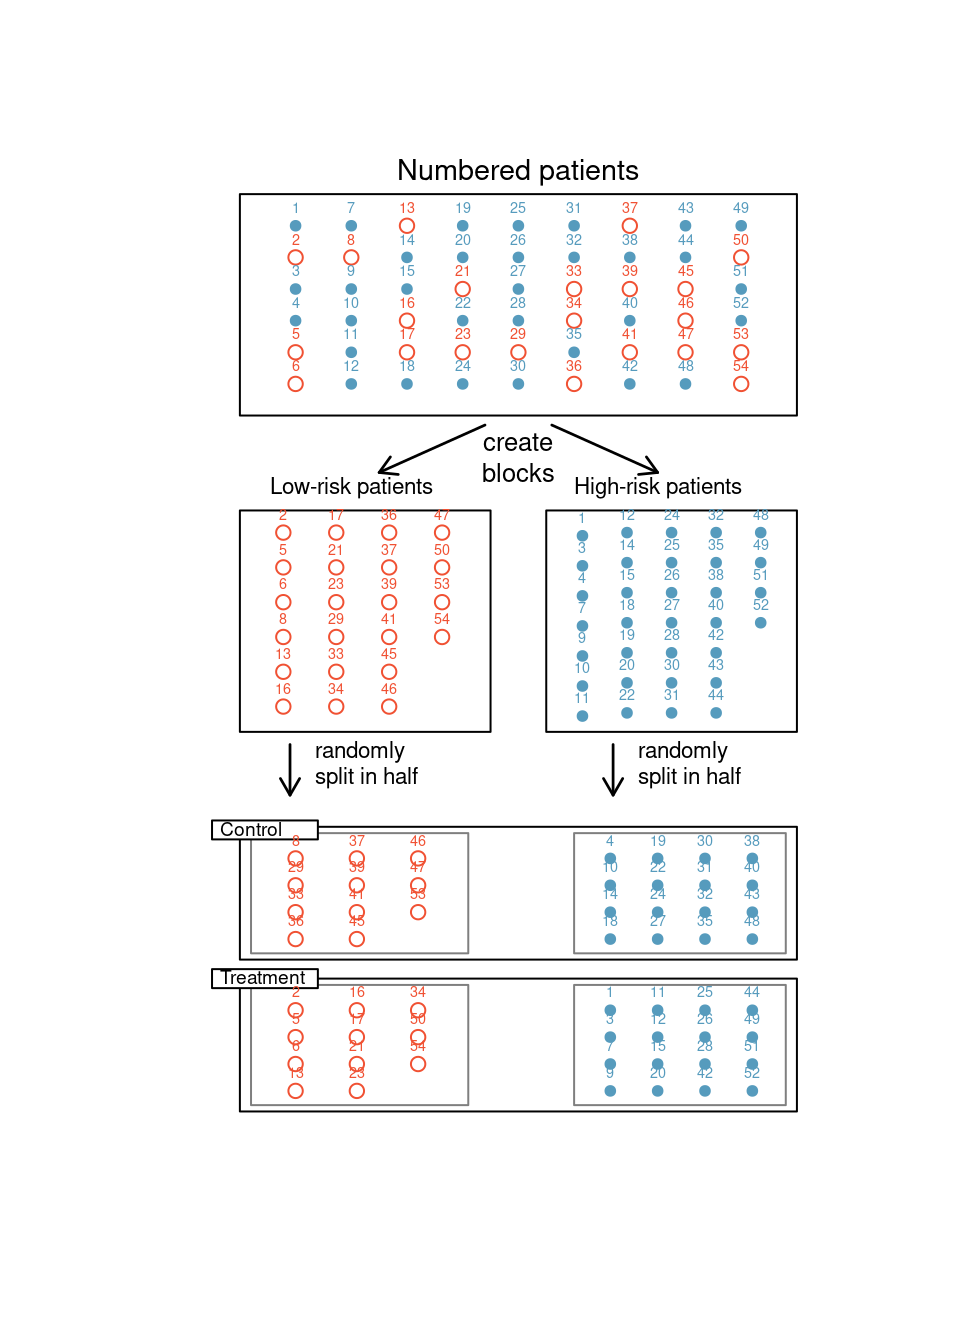 Numbered patients
1 7 13 19 25 31 37 43 49
2 8 14 20 26 32 38 44 50
3 9 15 21 27 33 39 45 51
4 10 16 22 28 34 40 46 52
5 11 17 23 29 35 41 47 53
6 12 18 24 30 36 42 48 54
create
blocks
Low-risk patients
2 17 36 47
5 21 37 50
6 23 39 53
8 29 41 54
13 33 45
16 34 46
High-risk patients
1 12 24 32 48
3 14 25 35 49
4 15 26 38 51
7 18 27 40 52
9 19 28 42
10 20 30 43
11 22 31 44
randomly
split in half
randomly
split in half
Control
8 37 46
29 39 47
33 41 53
36 45
4 19 30 38
10 22 31 40
14 24 32 43
18 27 35 48
Treatment
2 16 34
5 17 50
6 21 54
13 23
1 11 25 44
3 12 26 49
7 15 28 51
9 20 42 52